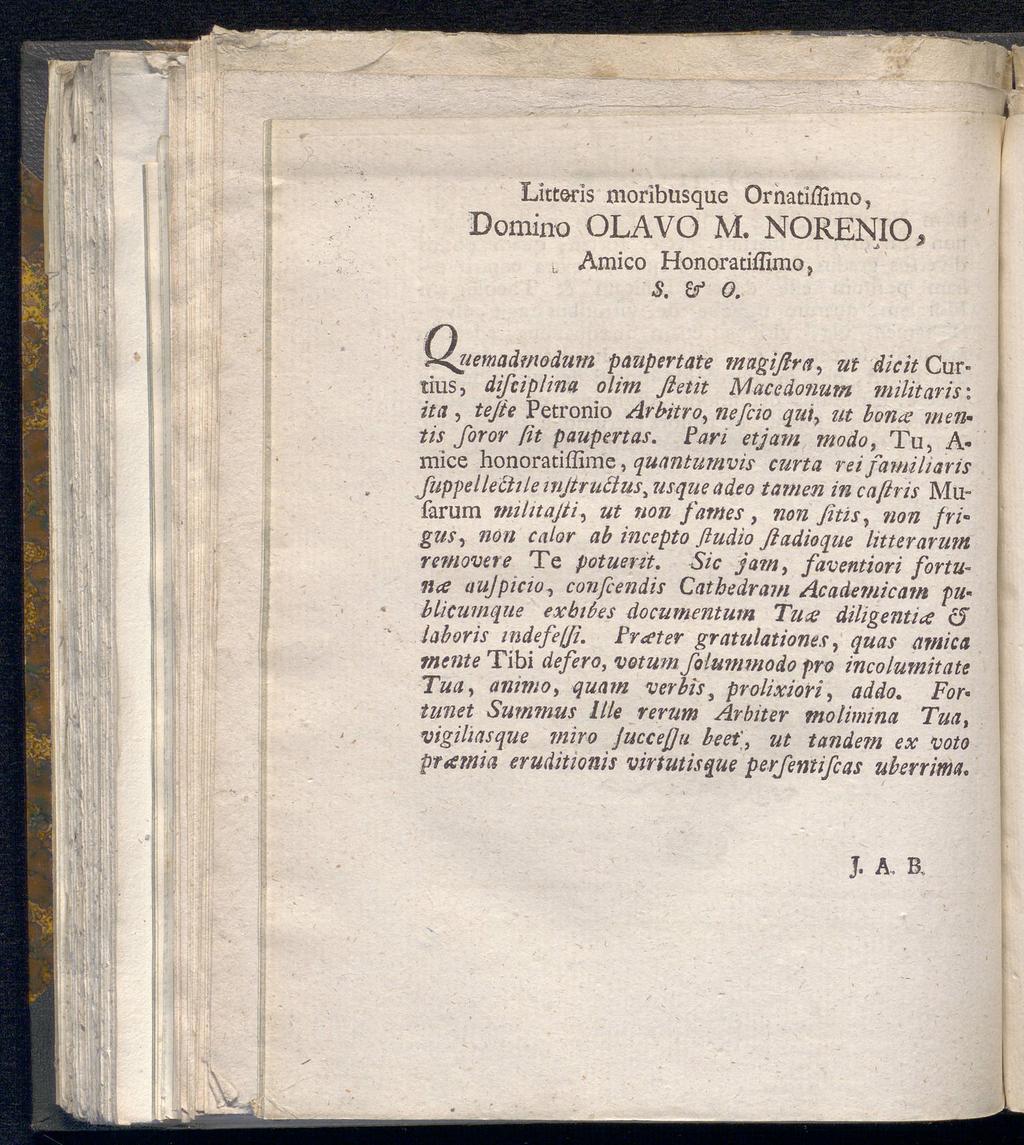 Litteris moribusque Ornatiſſimo,
Domino OLAVO M. NORENIO,
Amico Honoratiſſimo,
S. & O.
Quemadmodum paupertate magiſtra, ut dicit Cur-
tius, diſciplina olim ſtetit Macedonum militaris:
ita, teſte Petronio Arbitro, neſcio qui, ut bonæ men-
tis ſoror ſit paupertas. Pari etjam modo, Tu, A-
mice honoratiſſime, quantumvis curta rei familiaris
ſuppellectile inſtructus, usque adeo tamen in caſtris Mu-
ſarum militaſti, ut non fames, non ſitis, non fri-
gus, non calor ab incepto ſtudio ſtadioque litterarum
removere Te potuerit. Sic jam, faventiori fortu-
næ auſpicio, conſcendis Cathedram Academicam pu-
blicumque exhibes documentum Tuæ diligentiæ &
laboris indefeſſi. Præter gratulationes, quas amica
mente Tibi defero, votum ſolummodo pro incolumitate
Tua, animo, quam verbis, prolixiori, addo. For-
tunet Summus Ille rerum Arbiter molimina Tua,
vigiliasque miro ſucceſſu beet, ut tandem ex voto
præmia eruditionis virtutisque perſentiſcas uberrima.
J. A. B.